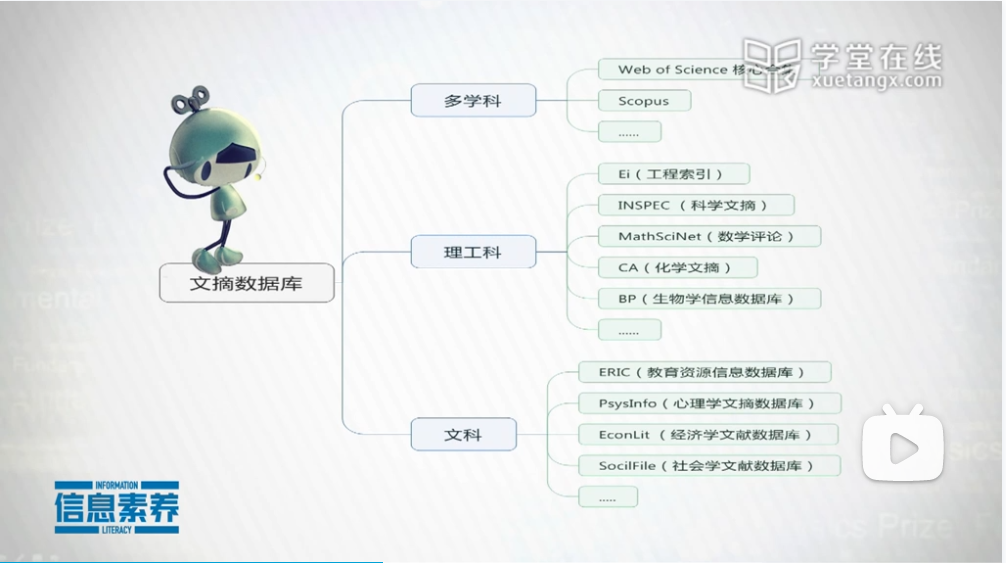 学堂在线
xuetangx.com
文摘数据库
多学科
Web of Science 核心合集
Scopus
......
理工科
Ei（工程索引）
INSPEC （科学文摘）
MathSciNet（数学评论）
CA（化学文摘）
BP（生物学信息数据库）
......
文科
ERIC（教育资源信息数据库）
PsysInfo（心理学文摘数据库）
EconLit （经济学文献数据库）
SocilFile（社会学文献数据库）
.....
INFORMATION
信息素养
LITERACY